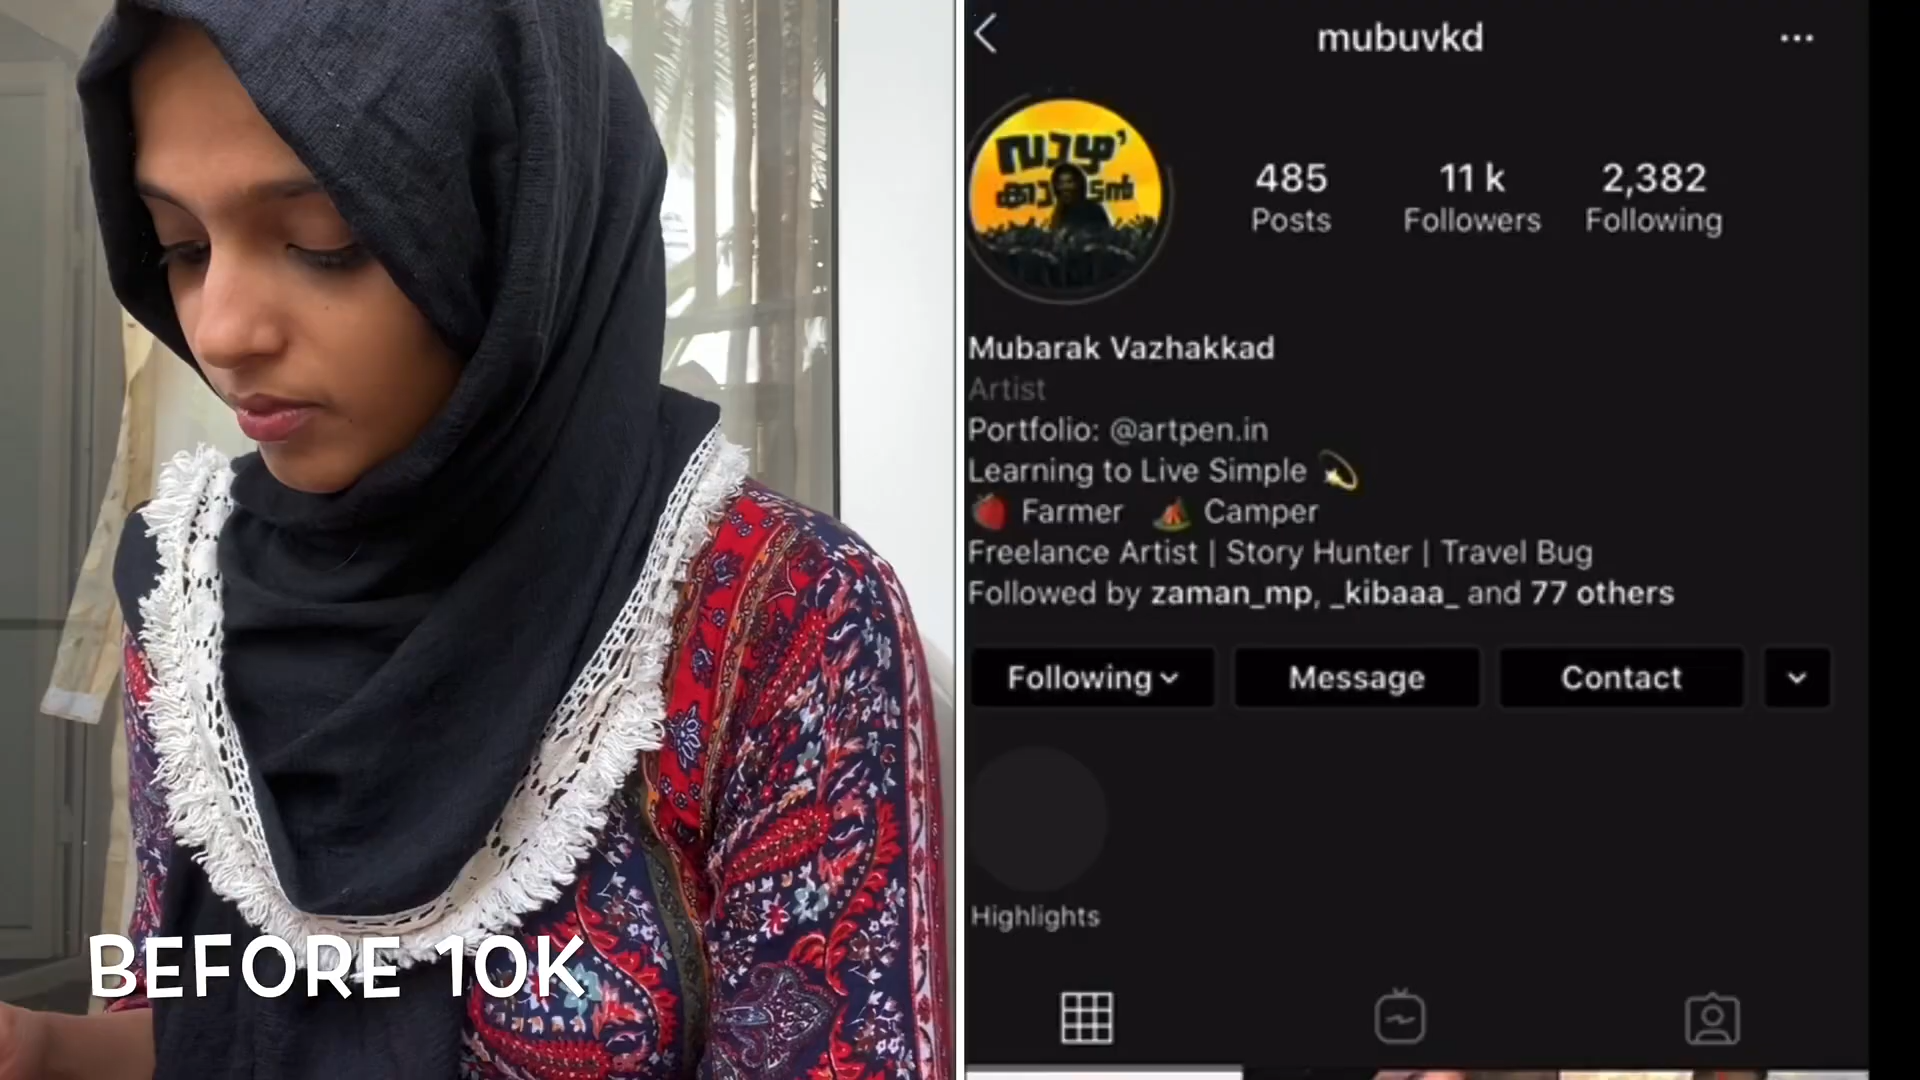 BEFORE 10K
mubuvkd
വാഴ
485 Posts
11 k Followers
2,382 Following
Mubarak Vazhakkad
Artist
Portfolio: @artpen.in
Learning to Live Simple
Farmer Camper
Freelance Artist | Story Hunter | Travel Bug
Followed by zaman_mp, _kibaaa_ and 77 others
Following Message Contact
Highlights